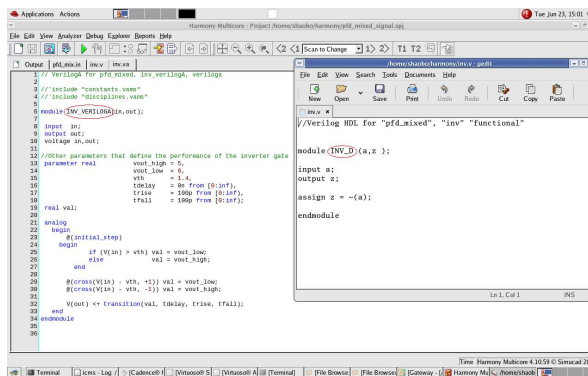 Applications Actions
Tue Jun 23, 15:01
Harmony Multicore - Project /home/shaobo/harmony/pfd_mixed_signal.spj
File Edit View Analyzer Debug Explorer Reports Help
<2 <1 Scan to Change 1> 2> T1 T2
Output pfd_mix.in inv.v inv.va
1 // VerilogA for pfd_mixed, inv_verilogA, veriloga
2
3 //`include "constants.vams"
4 //`include "disciplines.vams"
5
6 module INV_VERILOGA(in,out);
7
8 input in;
9 output out;
10 voltage in,out;
11
12 //Other parameters that define the performance of the inverter gate
13 parameter real vout_high = 5,
14 vout_low = 0,
15 vth = 1.4,
16 tdelay = 0n from [0:inf),
17 trise = 100p from [0:inf),
18 tfall = 100p from [0:inf);
19 real val;
20
21 analog
22 begin
23 @(initial_step)
24 begin
25 if (V(in) > vth) val = vout_low;
26 else val = vout_high;
27 end
28
29 @(cross(V(in) - vth, +1)) val = vout_low;
30 @(cross(V(in) - vth, -1)) val = vout_high;
31
32 V(out) <+ transition(val, tdelay, trise, tfall);
33 end
34 endmodule
35
36
/home/shaobo/harmony/inv.v - gedit
File Edit View Search Tools Documents Help
New Open Save Print Undo Redo Cut Copy Paste
inv.v
//Verilog HDL for "pfd_mixed", "inv" "functional"
module INV_D (a,z );
input a;
output z;
assign z = ~(a);
endmodule
Ln 1, Col 1 INS
Time Harmony Multicore 4.10.59 © Simucad 20
Terminal icms - Log: / [Cadence® [Virtuoso® S [Virtuoso® A [Terminal] [File Browse [File Browser [Gateway - Harmony Mu /home/shaob